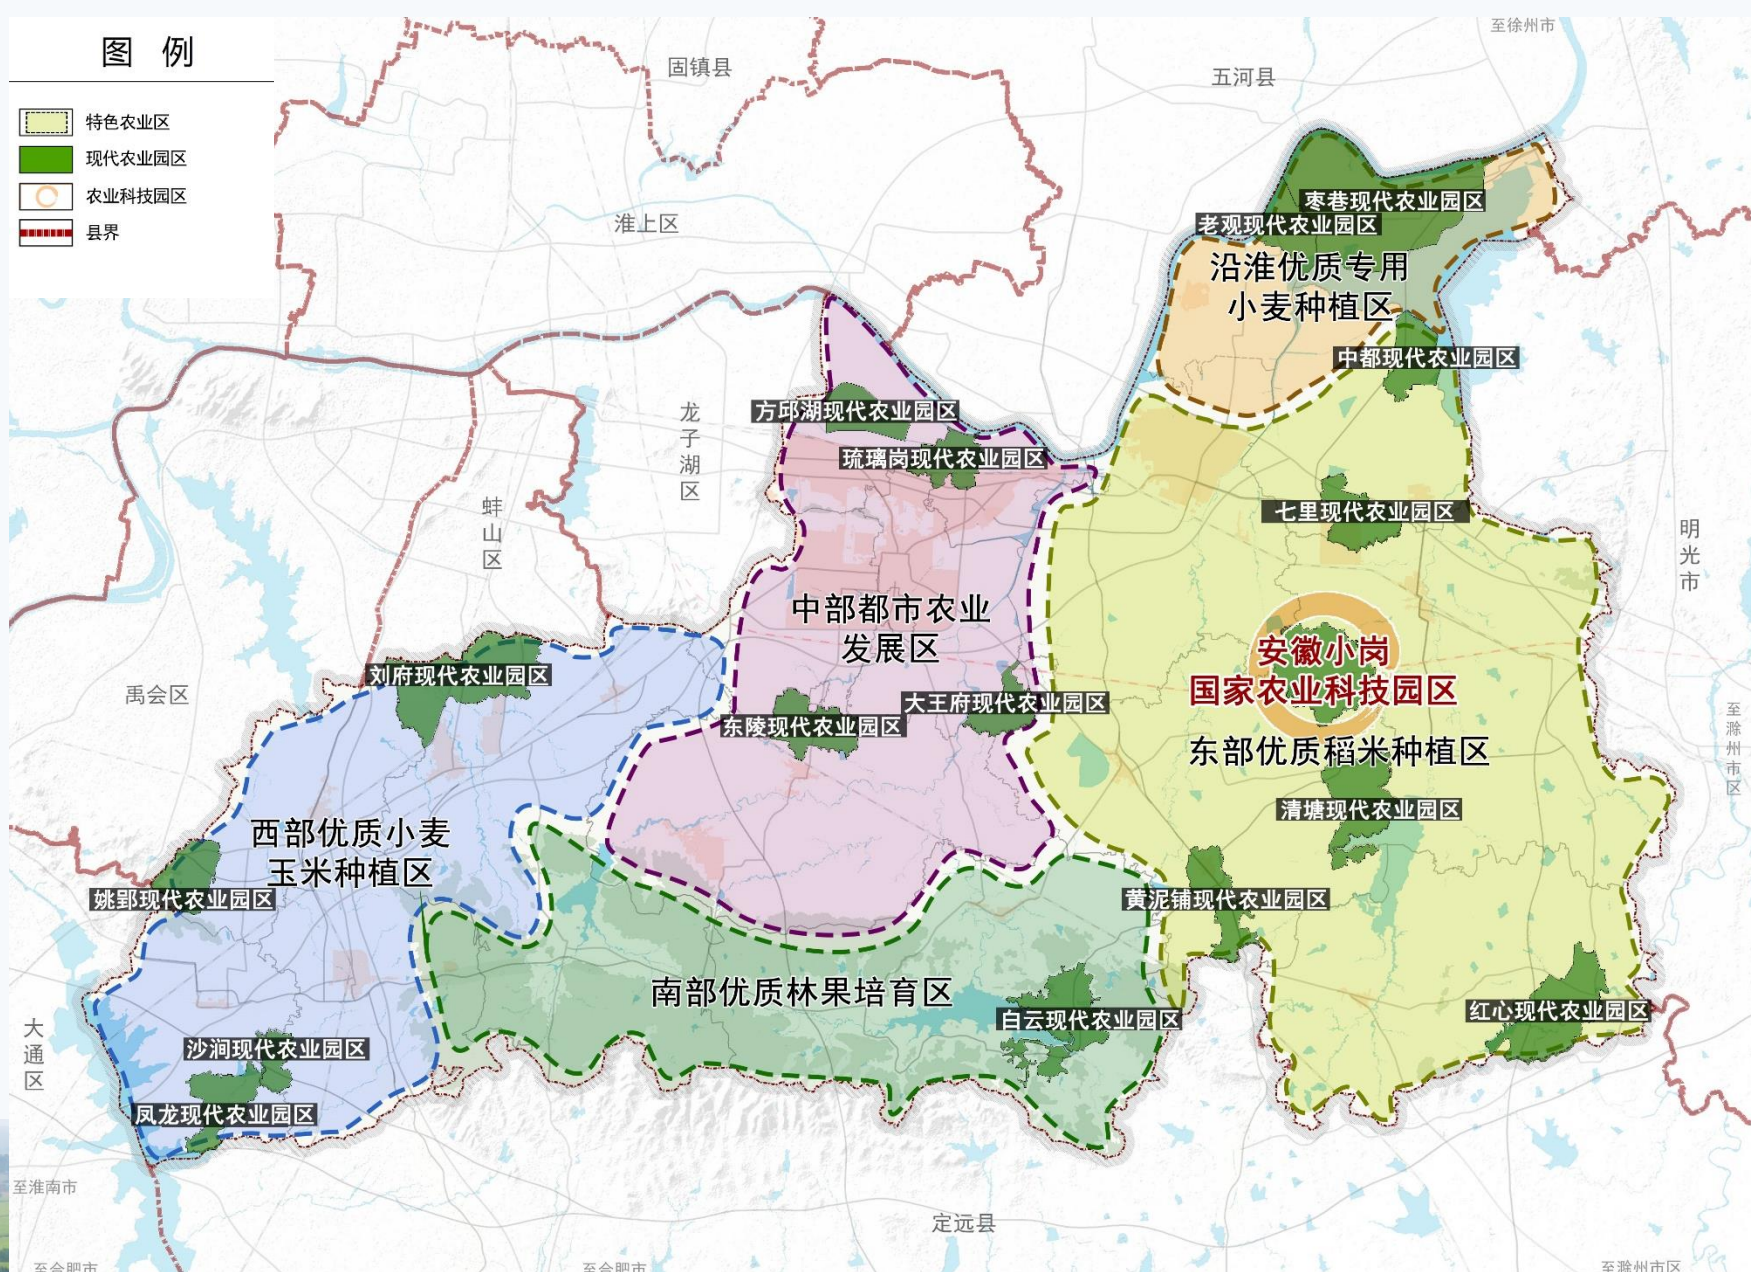 图 例
特色农业区
现代农业园区
农业科技园区
县界
至徐州市
固镇县
五河县
淮上区
枣巷现代农业园区
老观现代农业园区
沿淮优质专用
小麦种植区
中都现代农业园区
方邱湖现代农业园区
龙子湖区
琉璃岗现代农业园区
蚌山区
七里现代农业园区
明光市
中部都市农业
发展区
安徽小岗
国家农业科技园区
刘府现代农业园区
禹会区
大王府现代农业园区
东陵现代农业园区
至滁州市区
东部优质稻米种植区
清塘现代农业园区
西部优质小麦
玉米种植区
姚郢现代农业园区
黄泥铺现代农业园区
南部优质林果培育区
白云现代农业园区
红心现代农业园区
大通区
沙涧现代农业园区
凤龙现代农业园区
至淮南市
定远县
至合肥市
至合肥市
至滁州市区